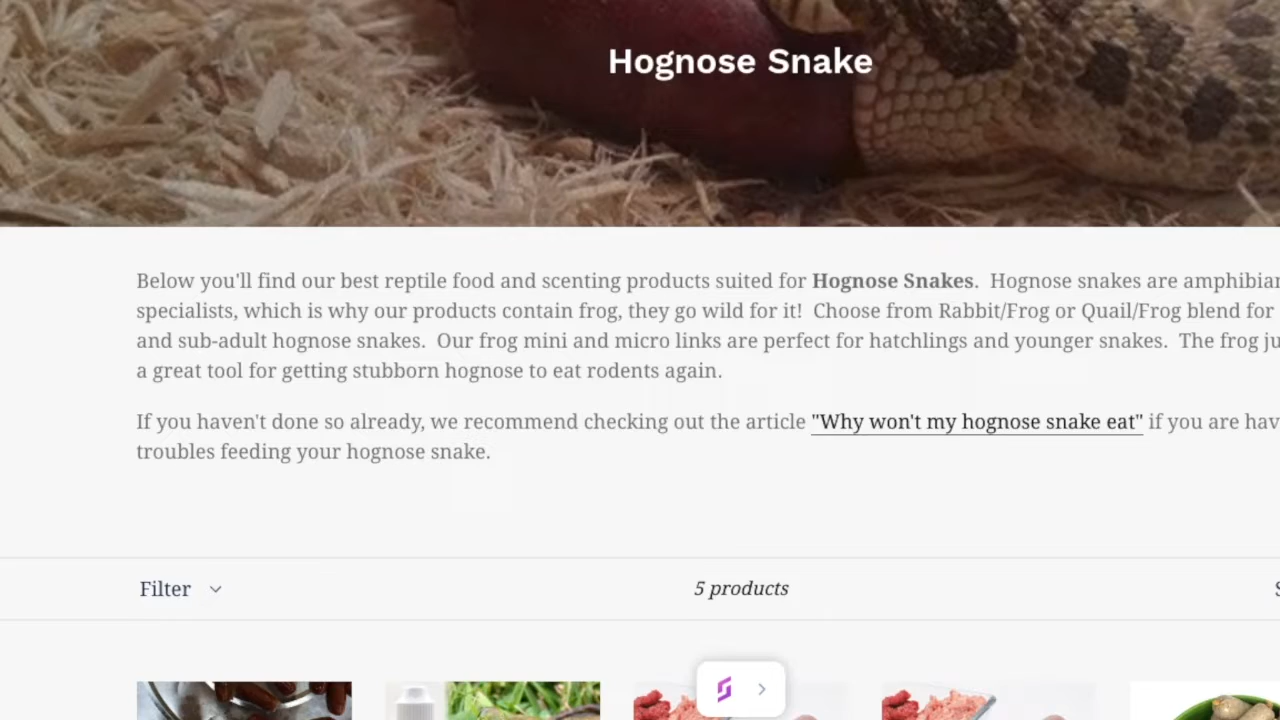 Hognose Snake
Below you'll find our best reptile food and scenting products suited for Hognose Snakes.  Hognose snakes are amphibian
specialists, which is why our products contain frog, they go wild for it!  Choose from Rabbit/Frog or Quail/Frog blend for
and sub-adult hognose snakes.  Our frog mini and micro links are perfect for hatchlings and younger snakes.  The frog
a great tool for getting stubborn hognose to eat rodents again.
If you haven't done so already, we recommend checking out the article "Why won't my hognose snake eat" if you are
troubles feeding your hognose snake.
Filter
5 products